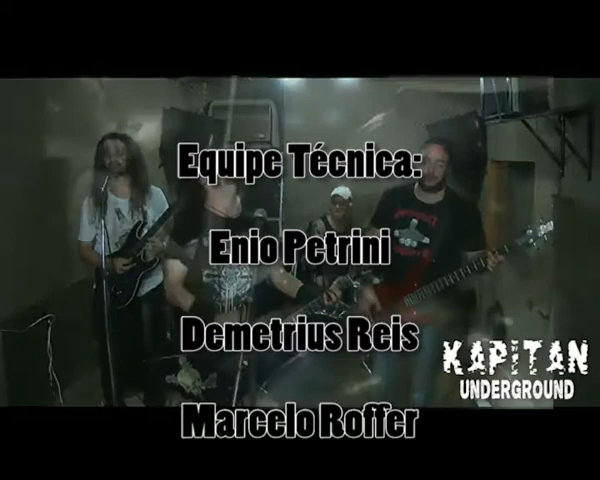 Equipe Técnica:
Enio Petrini
Demetrius Reis
Marcelo Roffer
KAPiTAN
UNDERGROUND